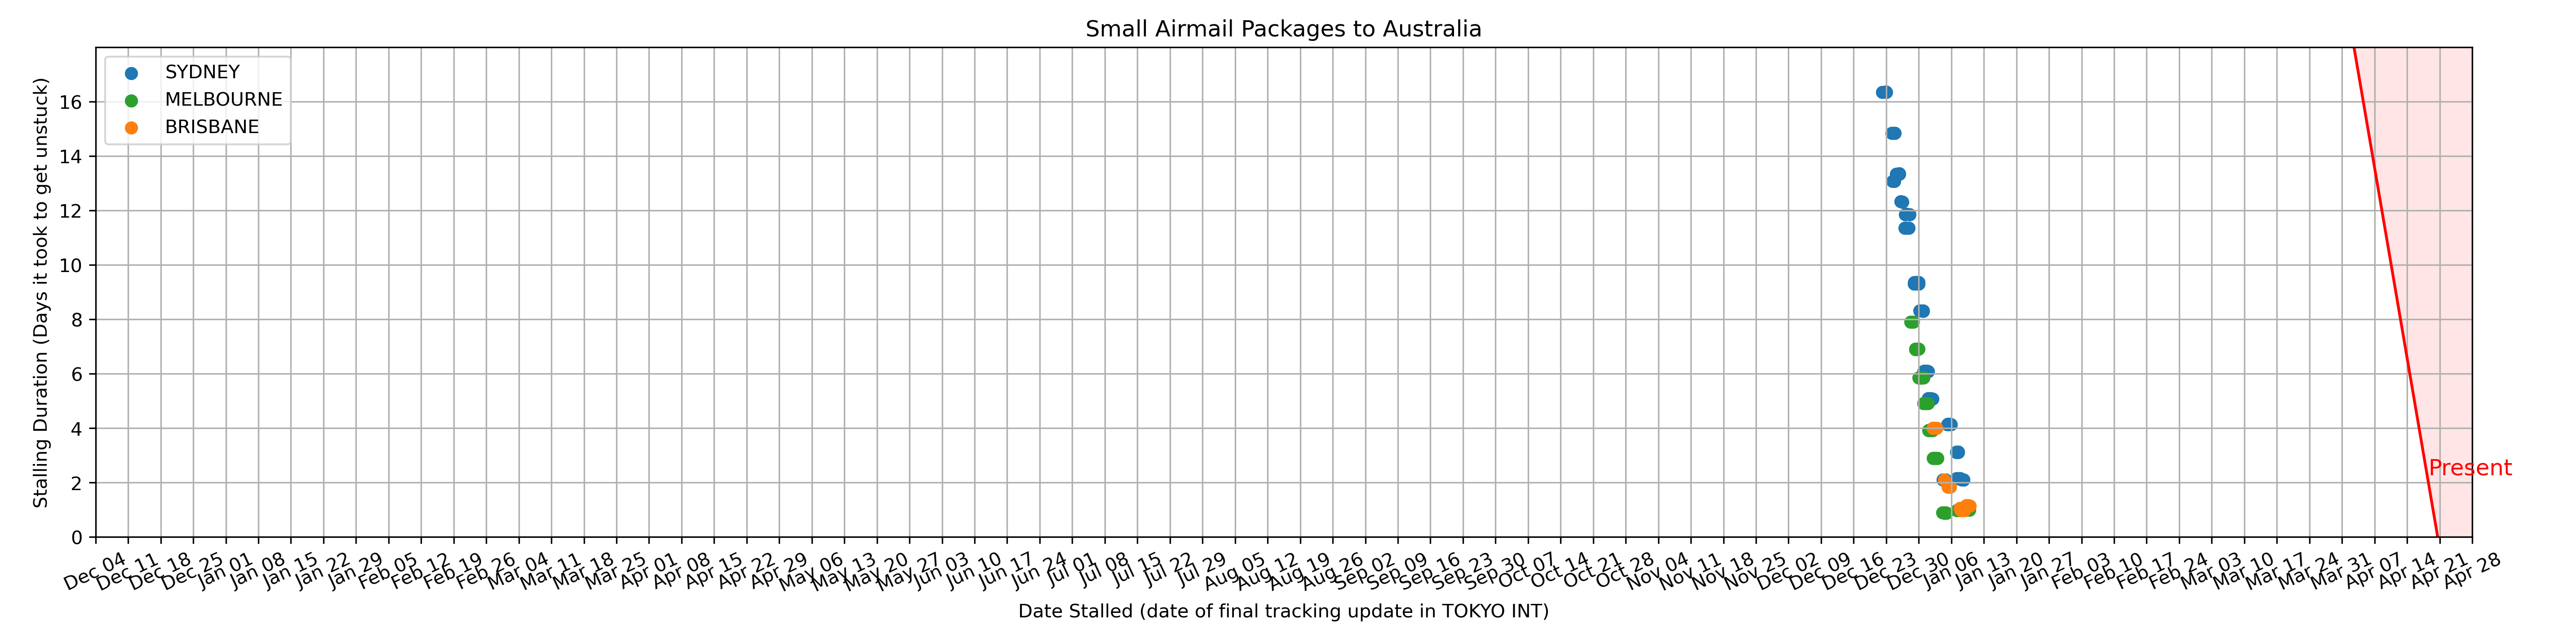 Small Airmail Packages to Australia
SYDNEY
MELBOURNE
BRISBANE
Stalling Duration (Days it took to get unstuck)
16
14
12
10
8
6
4
2
0
Present
Dec 04 Dec 11 Dec 18 Dec 25 Jan 01 Jan 08 Jan 15 Jan 22 Jan 29 Feb 05 Feb 12 Feb 19 Feb 26 Mar 04 Mar 11 Mar 18 Mar 25 Apr 01 Apr 08 Apr 15 Apr 22 Apr 29 May 06 May 13 May 20 May 27 Jun 03 Jun 10 Jun 17 Jun 24 Jul 01 Jul 08 Jul 15 Jul 22 Jul 29 Aug 05 Aug 12 Aug 19 Aug 26 Sep 02 Sep 09 Sep 16 Sep 23 Sep 30 Oct 07 Oct 14 Oct 21 Oct 28 Nov 04 Nov 11 Nov 18 Nov 25 Dec 02 Dec 09 Dec 16 Dec 23 Dec 30 Jan 06 Jan 13 Jan 20 Jan 27 Feb 03 Feb 10 Feb 17 Feb 24 Mar 03 Mar 10 Mar 17 Mar 24 Mar 31 Apr 07 Apr 14 Apr 21 Apr 28
Date Stalled (date of final tracking update in TOKYO INT)